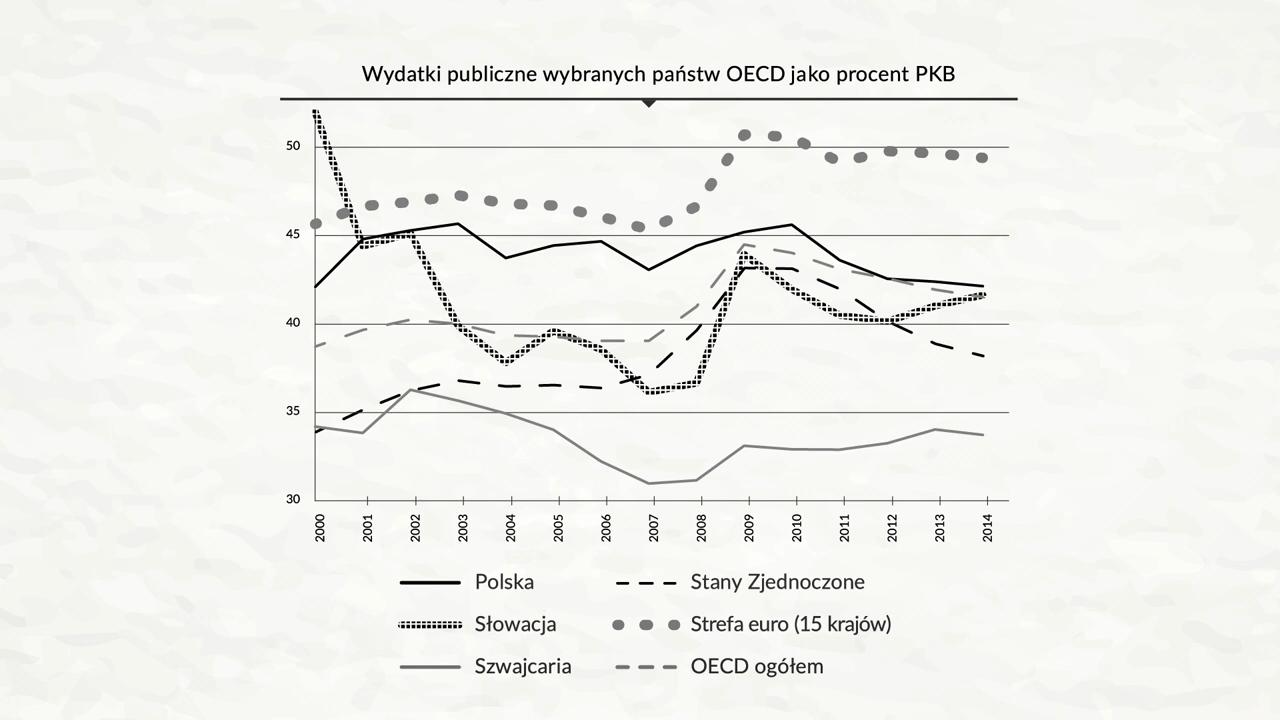 Wydatki publiczne wybranych państw OECD jako procent PKB
50
45
40
35
30
2000 2001 2002 2003 2004 2005 2006 2007 2008 2009 2010 2011 2012 2013 2014
Polska Stany Zjednoczone
Słowacja Strefa euro (15 krajów)
Szwajcaria OECD ogółem